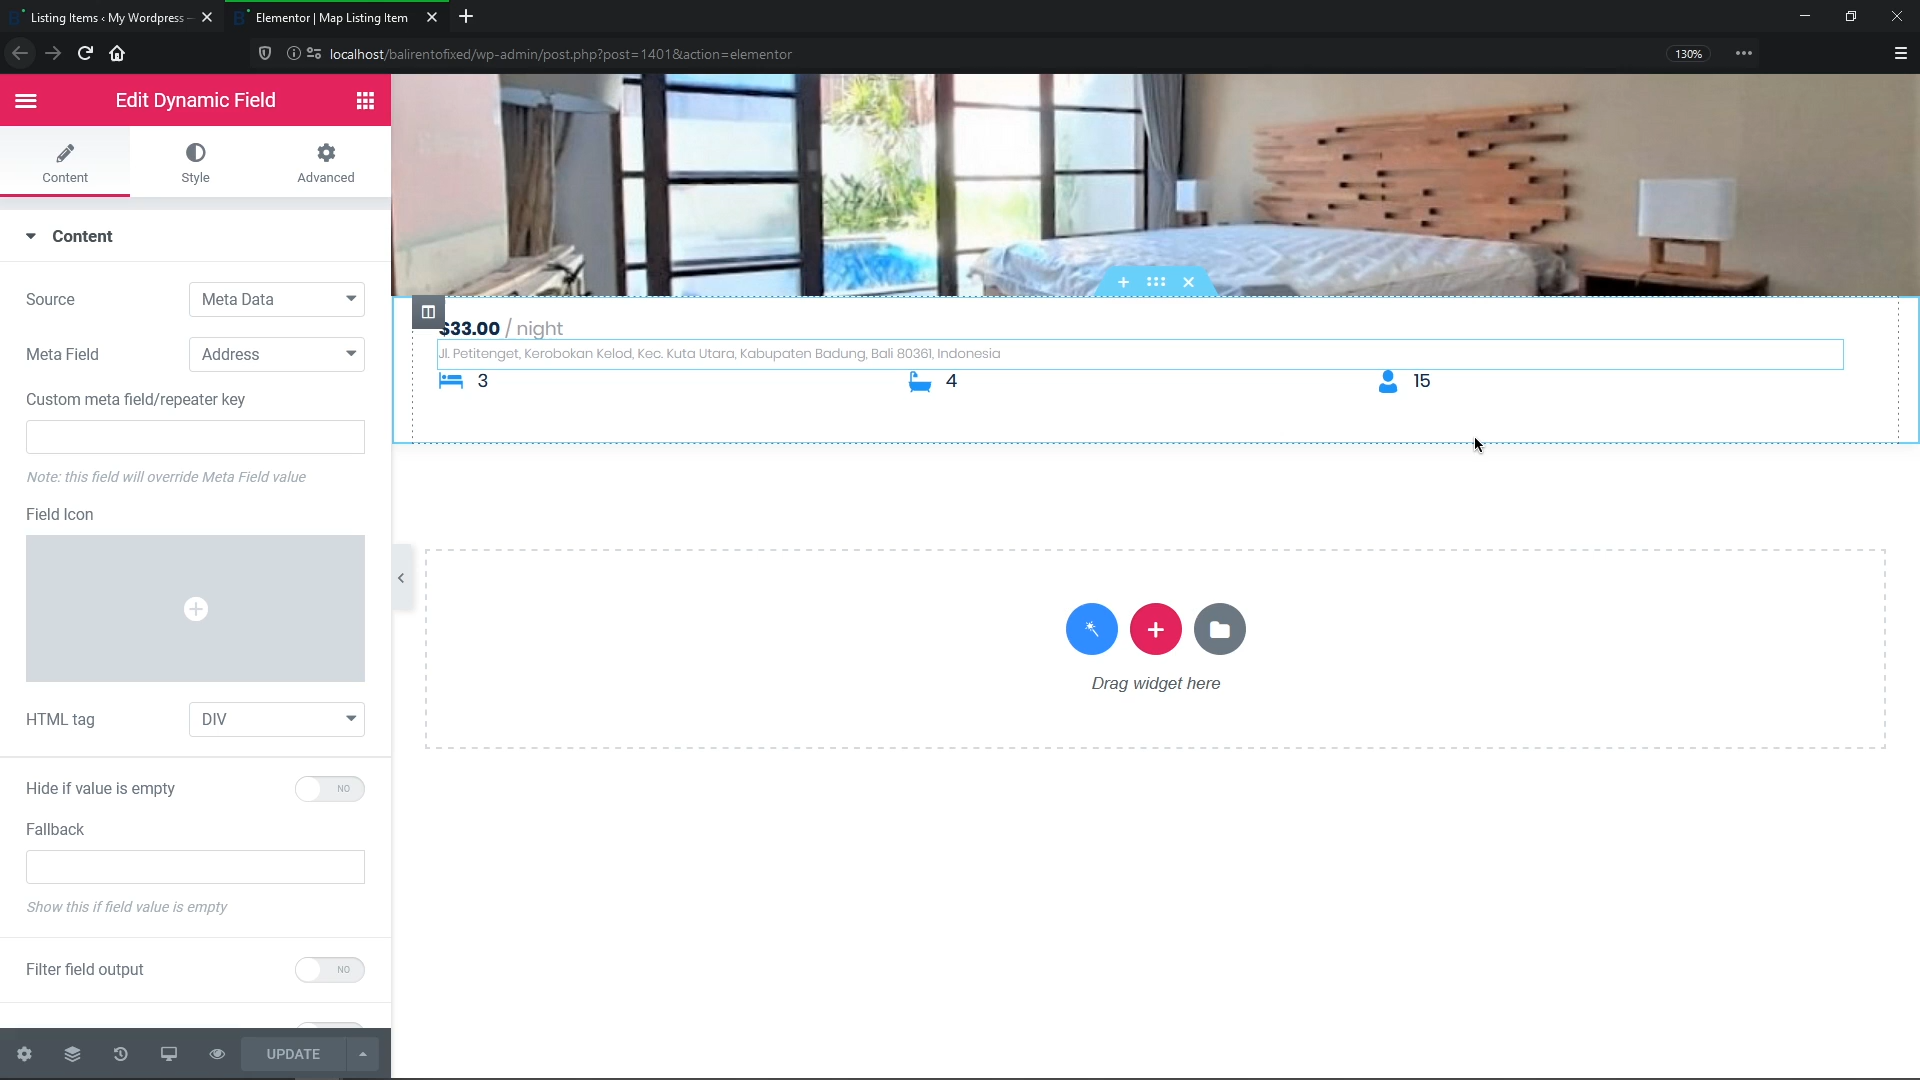 Listing Items ‹ My Wordpress –
Elementor | Map Listing Item
localhost/balirentofixed/wp-admin/post.php?post=1401&action=elementor
130%
Edit Dynamic Field
Content
Style
Advanced
Content
Source
Meta Data
Meta Field
Address
Custom meta field/repeater key
Note: this field will override Meta Field value
Field Icon
HTML tag
DIV
Hide if value is empty
NO
Fallback
Show this if field value is empty
Filter field output
NO
UPDATE
$33.00 / night
Jl. Petitenget, Kerobokan Kelod, Kec. Kuta Utara, Kabupaten Badung, Bali 80361, Indonesia
3
4
15
Drag widget here